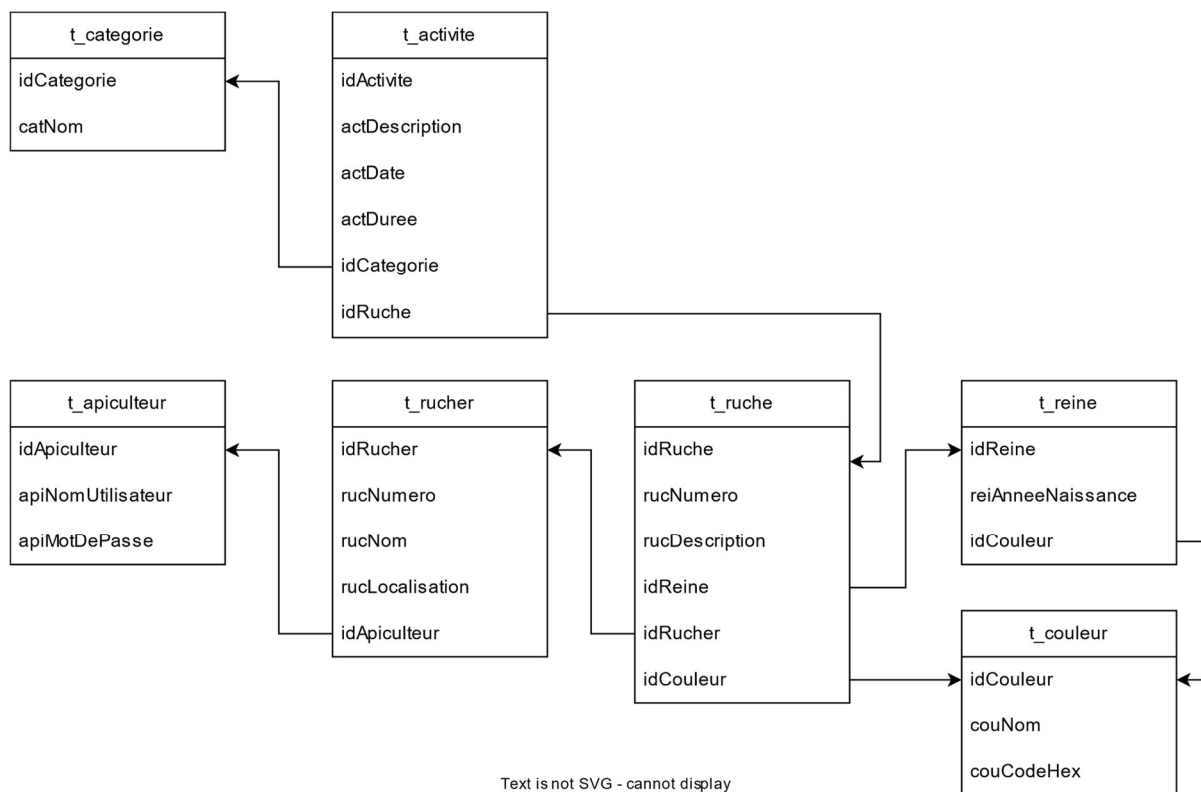 t_categorie
idCategorie
catNom
t_activite
idActivite
actDescription
actDate
actDuree
idCategorie
idRuche
t_apiculteur
idApiculteur
apiNomUtilisateur
apiMotDePasse
t_rucher
idRucher
rucNumero
rucNom
rucLocalisation
idApiculteur
t_ruche
idRuche
rucNumero
rucDescription
idReine
idRucher
idCouleur
t_reine
idReine
reiAnneeNaissance
idCouleur
t_couleur
idCouleur
couNom
couCodeHex
Text is not SVG - cannot display